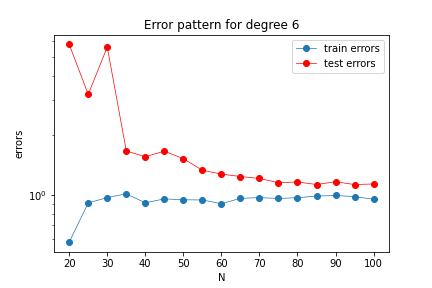 Error pattern for degree 6
train errors
test errors
errors
10⁰
20 30 40 50 60 70 80 90 100
N